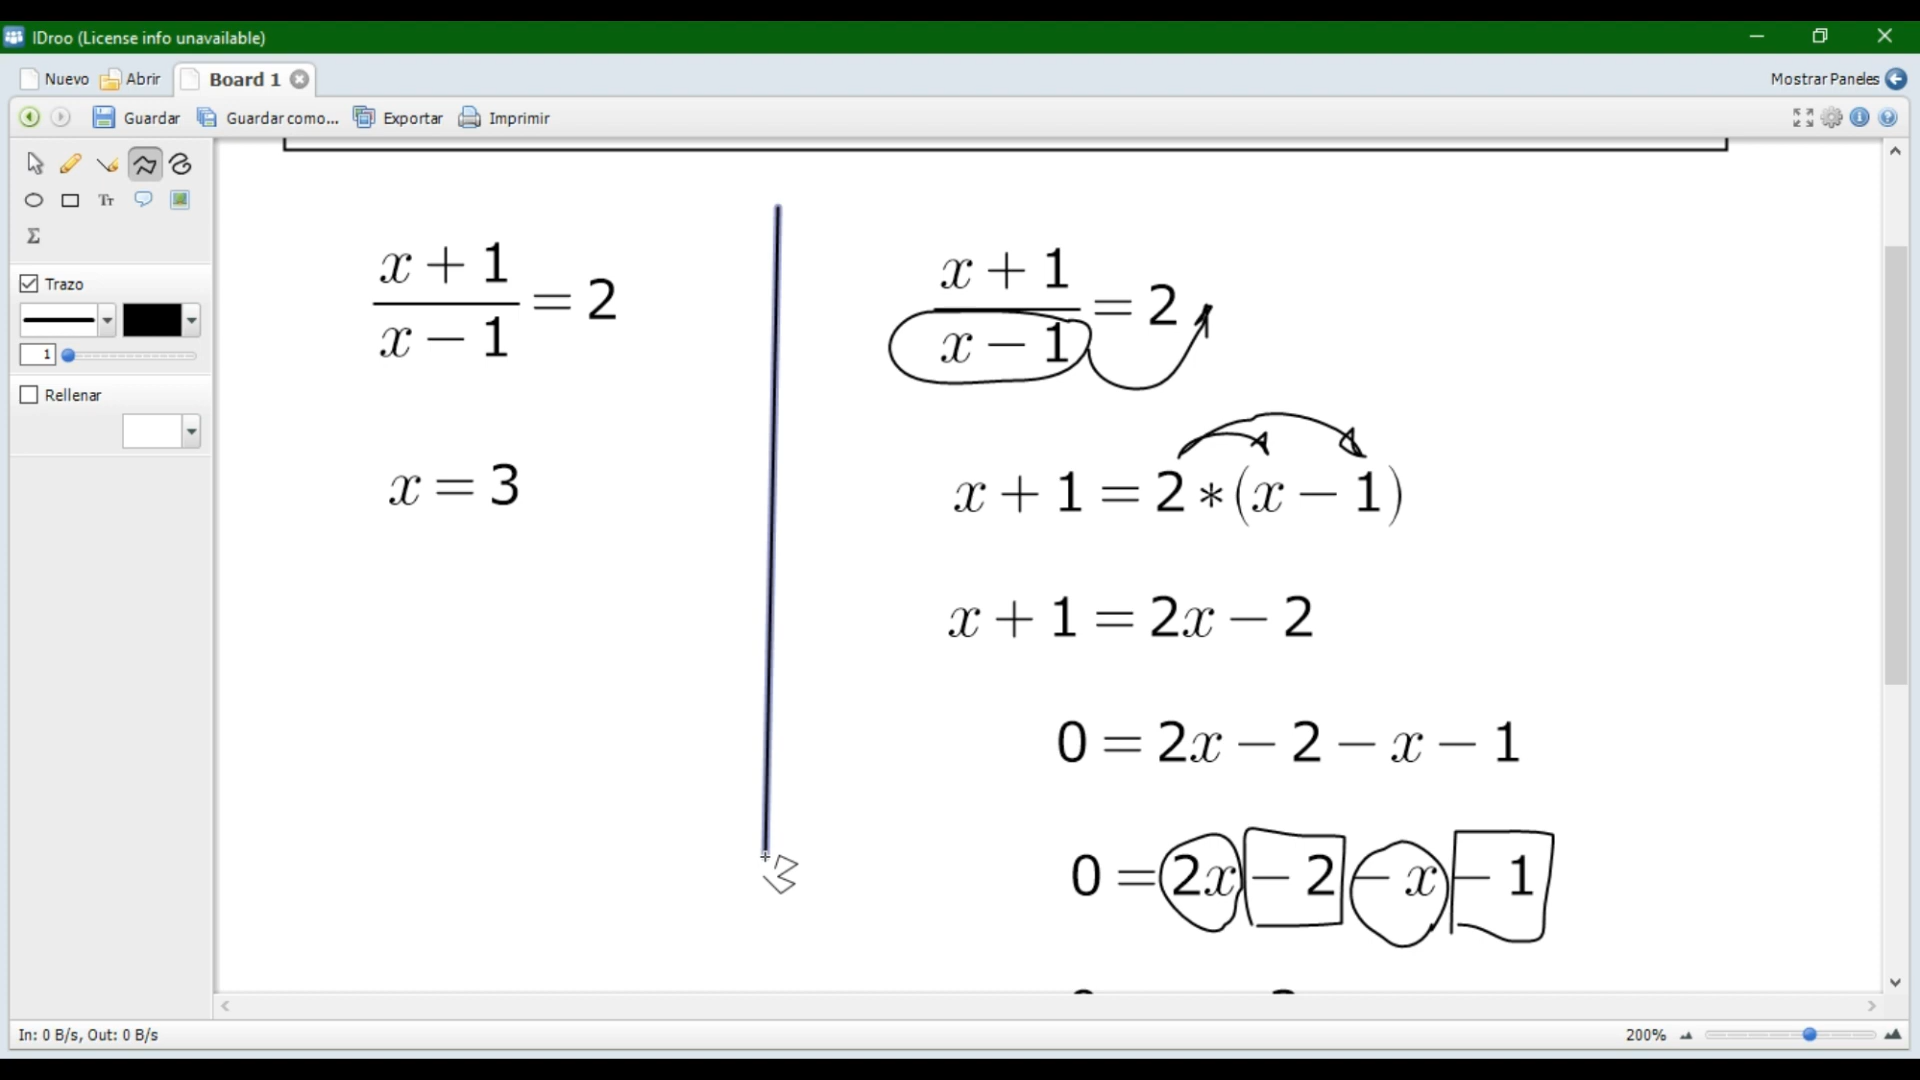 IDroo (License info unavailable)
Nuevo Abrir Board 1 Mostrar Paneles
Guardar Guardar como... Exportar Imprimir
Tr
Σ
Trazo
1
Rellenar
x + 1
x − 1
= 2
x = 3
x + 1
x − 1
= 2
x + 1 = 2 * (x − 1)
x + 1 = 2x − 2
0 = 2x − 2 − x − 1
0 = 2x − 2 − x − 1
In: 0 B/s, Out: 0 B/s 200%